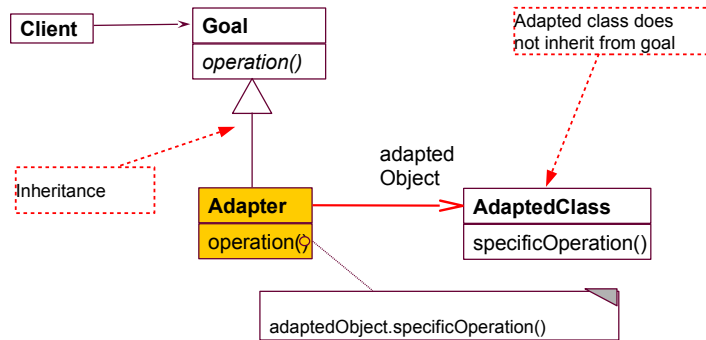 Client
Goal
operation()
Adapted class does
not inherit from goal
Inheritance
adapted
Object
Adapter
operation()
AdaptedClass
specificOperation()
adaptedObject.specificOperation()